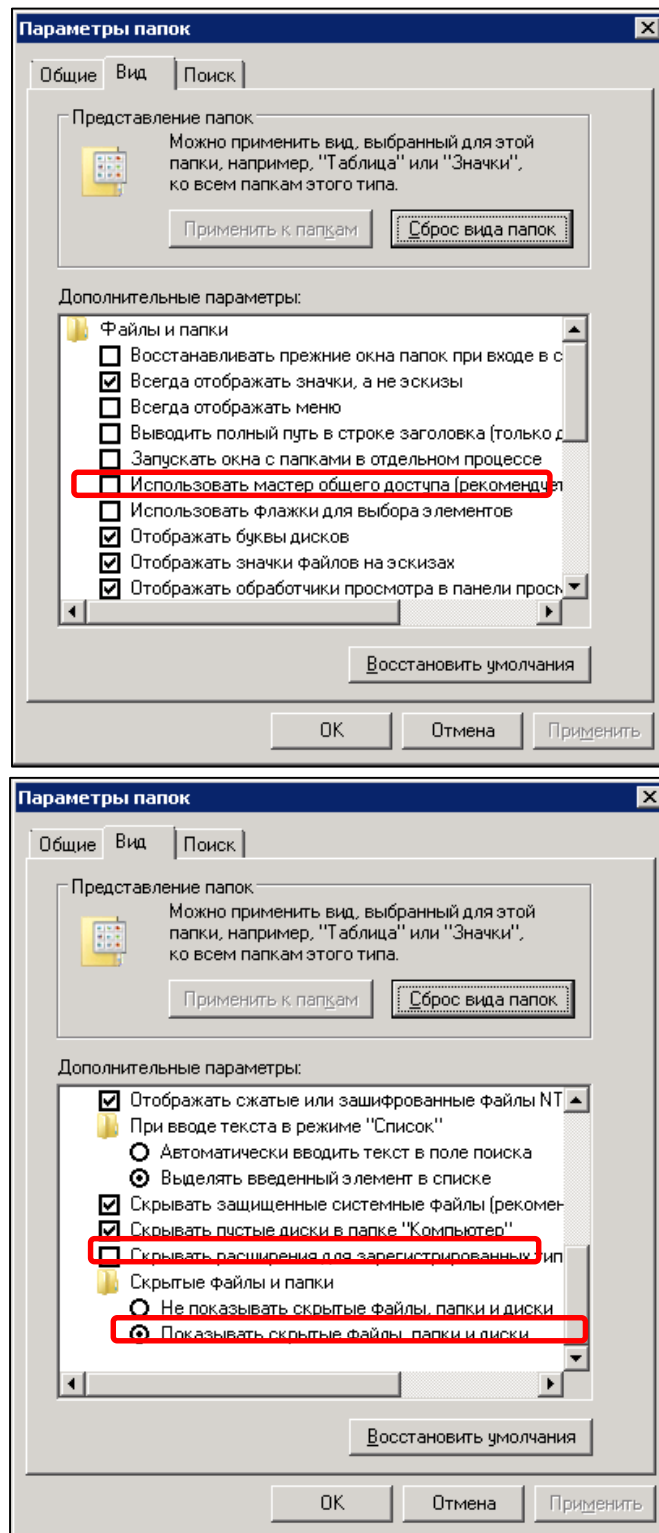 Параметры папок
Общие Вид Поиск
Представление папок
Можно применить вид, выбранный для этой
папки, например, "Таблица" или "Значки",
ко всем папкам этого типа.
Применить к папкам Сброс вида папок
Дополнительные параметры:
Файлы и папки
Восстанавливать прежние окна папок при входе в с
Всегда отображать значки, а не эскизы
Всегда отображать меню
Выводить полный путь в строке заголовка (только д
Запускать окна с папками в отдельном процессе
Использовать мастер общего доступа (рекомендует
Использовать флажки для выбора элементов
Отображать буквы дисков
Отображать значки файлов на эскизах
Отображать обработчики просмотра в панели просм
Восстановить умолчания
OK Отмена Применить
Параметры папок
Общие Вид Поиск
Представление папок
Можно применить вид, выбранный для этой
папки, например, "Таблица" или "Значки",
ко всем папкам этого типа.
Применить к папкам Сброс вида папок
Дополнительные параметры:
Отображать сжатые или зашифрованные файлы NT
При вводе текста в режиме "Список"
Автоматически вводить текст в поле поиска
Выделять введенный элемент в списке
Скрывать защищенные системные файлы (рекомен
Скрывать пустые диски в папке "Компьютер"
Скрывать расширения для зарегистрированных тип
Скрытые файлы и папки
Не показывать скрытые файлы, папки и диски
Показывать скрытые файлы, папки и диски
Восстановить умолчания
OK Отмена Применить